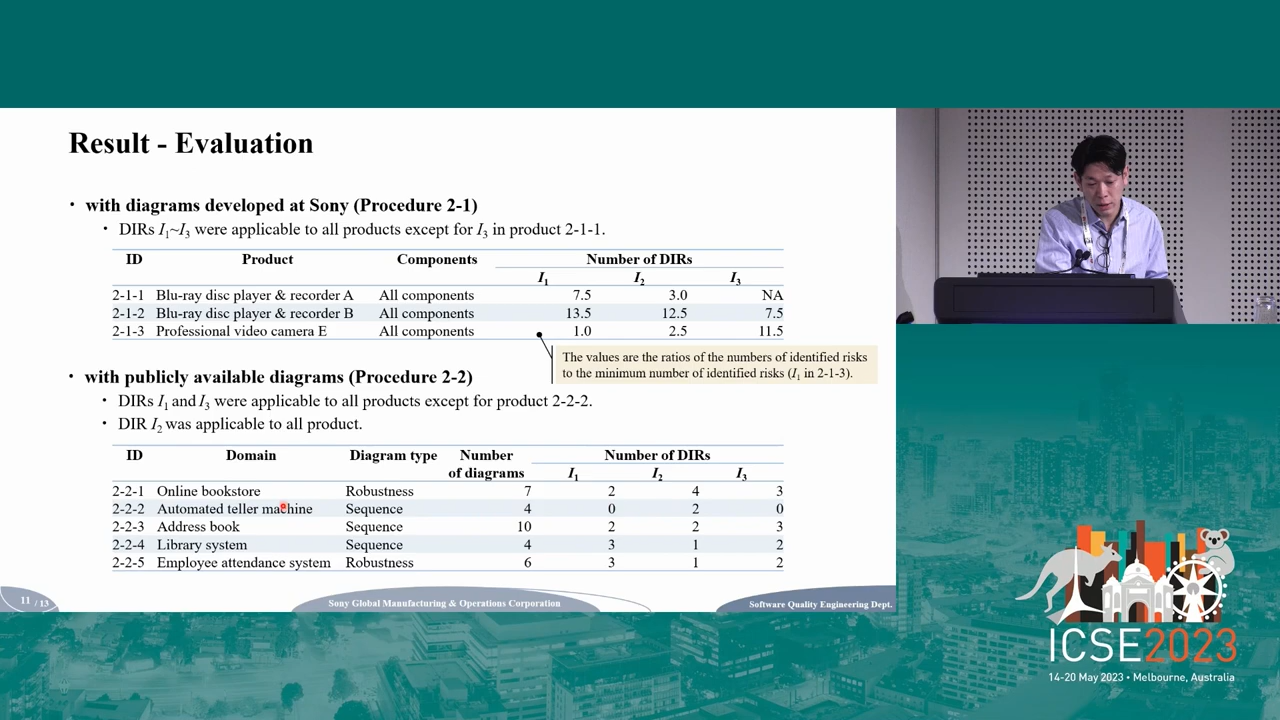 Result - Evaluation
• with diagrams developed at Sony (Procedure 2-1)
• DIRs I1~I3 were applicable to all products except for I3 in product 2-1-1.
ID Product Components Number of DIRs
I1 I2 I3
2-1-1 Blu-ray disc player & recorder A All components 7.5 3.0 NA
2-1-2 Blu-ray disc player & recorder B All components 13.5 12.5 7.5
2-1-3 Professional video camera E All components 1.0 2.5 11.5
The values are the ratios of the numbers of identified risks
to the minimum number of identified risks (I1 in 2-1-3).
• with publicly available diagrams (Procedure 2-2)
• DIRs I1 and I3 were applicable to all products except for product 2-2-2.
• DIR I2 was applicable to all product.
ID Domain Diagram type Number of diagrams Number of DIRs
I1 I2 I3
2-2-1 Online bookstore Robustness 7 2 4 3
2-2-2 Automated teller machine Sequence 4 0 2 0
2-2-3 Address book Sequence 10 2 2 3
2-2-4 Library system Sequence 4 3 1 2
2-2-5 Employee attendance system Robustness 6 3 1 2
11 / 13
Sony Global Manufacturing & Operations Corporation
Software Quality Engineering Dept.
ICSE2023
14-20 May 2023 • Melbourne, Australia